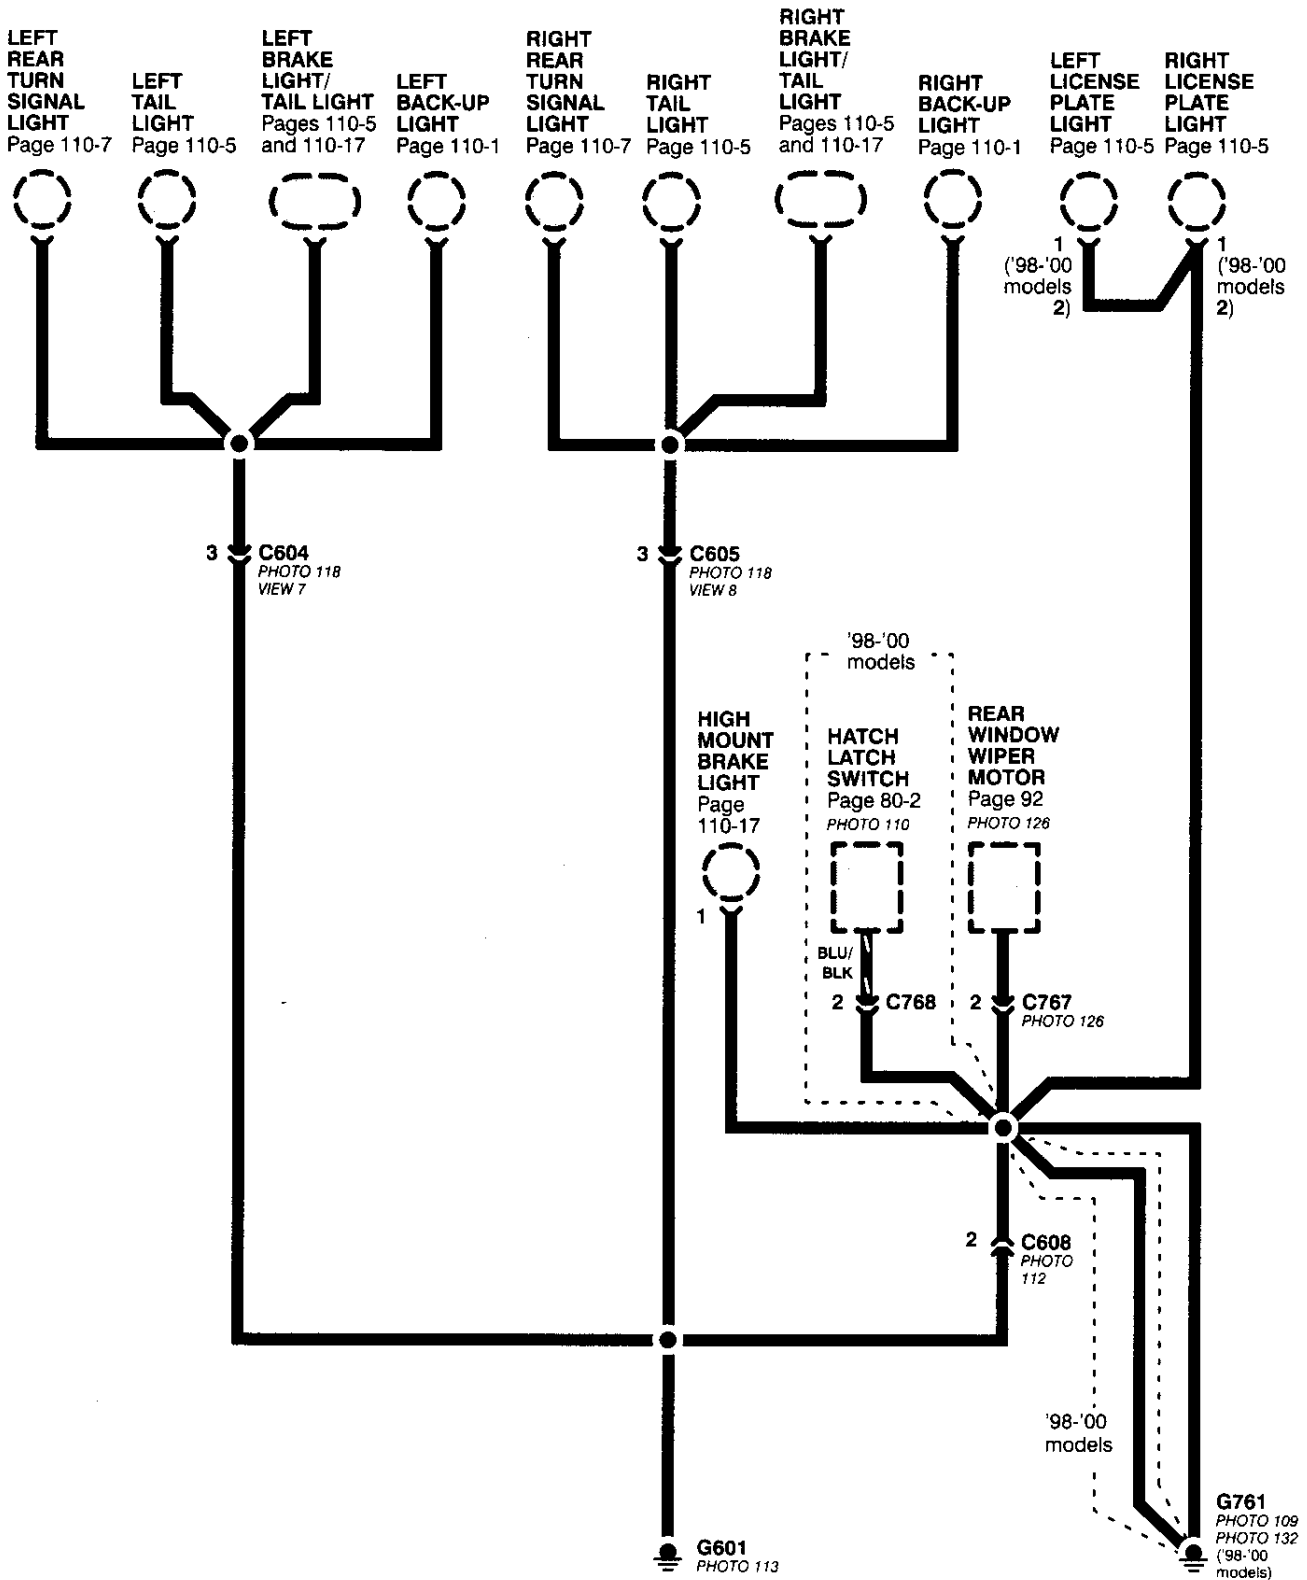 LEFT
REAR
TURN
SIGNAL
LIGHT
Page 110-7
LEFT
TAIL
LIGHT
Page 110-5
LEFT
BRAKE
LIGHT/
TAIL LIGHT
Pages 110-5
and 110-17
LEFT
BACK-UP
LIGHT
Page 110-1
RIGHT
REAR
TURN
SIGNAL
LIGHT
Page 110-7
RIGHT
TAIL
LIGHT
Page 110-5
RIGHT
BRAKE
LIGHT/
TAIL
LIGHT
Pages 110-5
and 110-17
RIGHT
BACK-UP
LIGHT
Page 110-1
LEFT
LICENSE
PLATE
LIGHT
Page 110-5
RIGHT
LICENSE
PLATE
LIGHT
Page 110-5
1
('98-'00
models
2)
1
('98-'00
models
2)
3
C604
PHOTO 118
VIEW 7
3
C605
PHOTO 118
VIEW 8
'98-'00
models
HIGH
MOUNT
BRAKE
LIGHT
Page
110-17
HATCH
LATCH
SWITCH
Page 80-2
PHOTO 110
REAR
WINDOW
WIPER
MOTOR
Page 92
PHOTO 126
1
BLU/
BLK
2
C768
2
C767
PHOTO 126
2
C608
PHOTO
112
'98-'00
models
G601
PHOTO 113
G761
PHOTO 109
PHOTO 132
('98-'00
models)